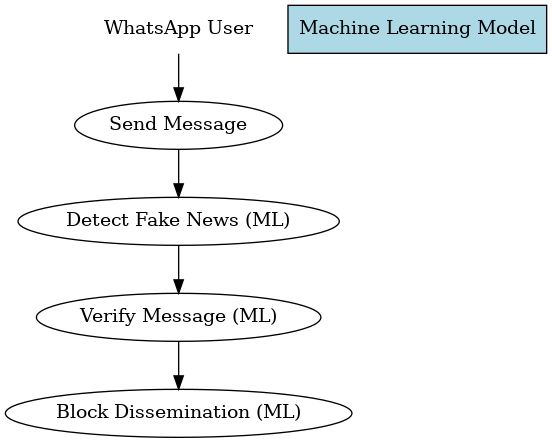 WhatsApp User
Machine Learning Model
Send Message
Detect Fake News (ML)
Verify Message (ML)
Block Dissemination (ML)